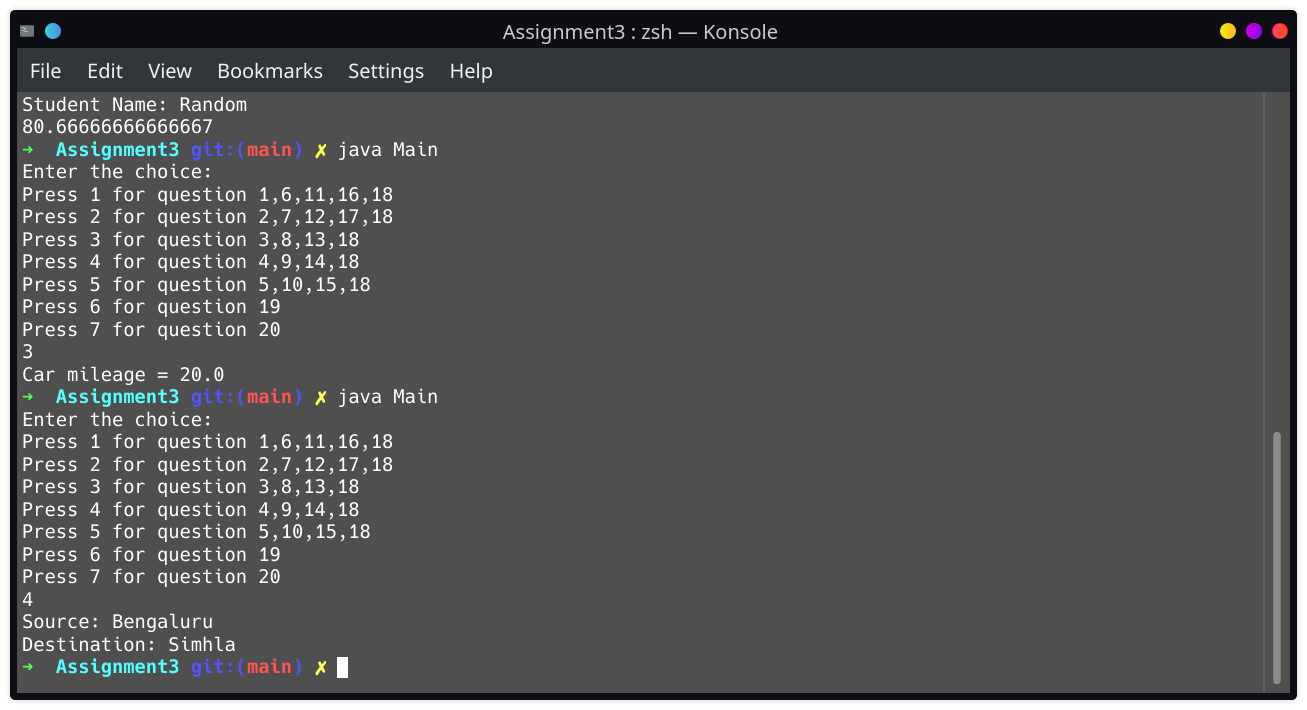 Assignment3 : zsh — Konsole
File Edit View Bookmarks Settings Help
Student Name: Random
80.66666666666667
➜ Assignment3 git:(main) ✗ java Main
Enter the choice:
Press 1 for question 1,6,11,16,18
Press 2 for question 2,7,12,17,18
Press 3 for question 3,8,13,18
Press 4 for question 4,9,14,18
Press 5 for question 5,10,15,18
Press 6 for question 19
Press 7 for question 20
3
Car mileage = 20.0
➜ Assignment3 git:(main) ✗ java Main
Enter the choice:
Press 1 for question 1,6,11,16,18
Press 2 for question 2,7,12,17,18
Press 3 for question 3,8,13,18
Press 4 for question 4,9,14,18
Press 5 for question 5,10,15,18
Press 6 for question 19
Press 7 for question 20
4
Source: Bengaluru
Destination: Simhla
➜ Assignment3 git:(main) ✗